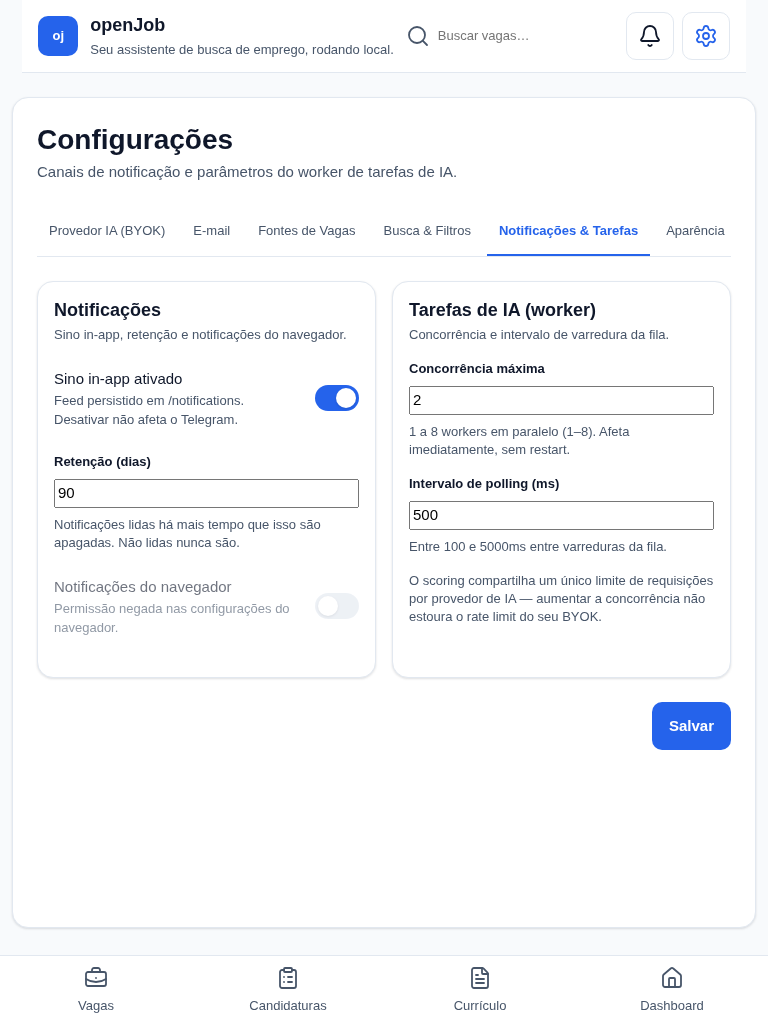 oj
openJob
Seu assistente de busca de emprego, rodando local.
Buscar vagas…
Configurações
Canais de notificação e parâmetros do worker de tarefas de IA.
Provedor IA (BYOK)
E-mail
Fontes de Vagas
Busca & Filtros
Notificações & Tarefas
Aparência
Notificações
Sino in-app, retenção e notificações do navegador.
Sino in-app ativado
Feed persistido em /notifications.
Desativar não afeta o Telegram.
Retenção (dias)
90
Notificações lidas há mais tempo que isso são
apagadas. Não lidas nunca são.
Notificações do navegador
Permissão negada nas configurações do
navegador.
Tarefas de IA (worker)
Concorrência e intervalo de varredura da fila.
Concorrência máxima
2
1 a 8 workers em paralelo (1–8). Afeta
imediatamente, sem restart.
Intervalo de polling (ms)
500
Entre 100 e 5000ms entre varreduras da fila.
O scoring compartilha um único limite de requisições
por provedor de IA — aumentar a concorrência não
estoura o rate limit do seu BYOK.
Salvar
Vagas
Candidaturas
Currículo
Dashboard